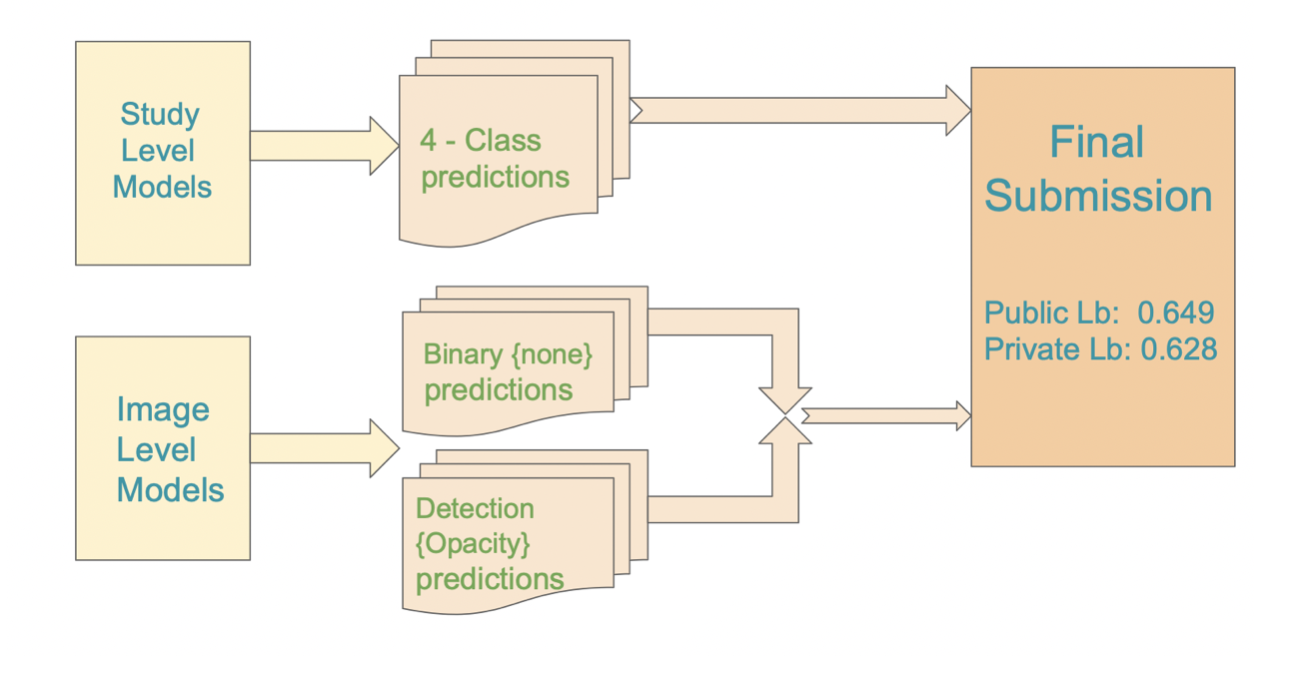 Study
Level
Models
4 - Class
predictions
Image
Level
Models
Binary {none}
predictions
Detection
{Opacity}
predictions
Final
Submission
Public Lb: 0.649
Private Lb: 0.628